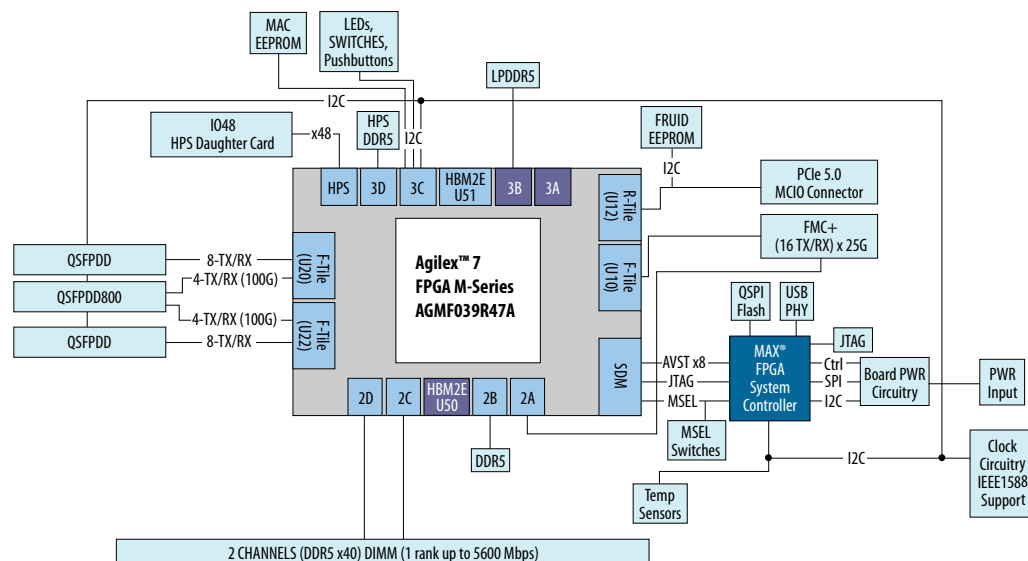 MAC
EEPROM
LEDs,
SWITCHES,
Pushbuttons
LPDDR5
I2C
IO48
HPS Daughter Card
x48
HPS
DDR5
I2C
FRUID
EEPROM
I2C
PCIe 5.0
MCIO Connector
HPS
3D
3C
HBM2E
U51
3B
3A
R-Tile
(U12)
FMC+
(16 TX/RX) x 25G
QSFPDD
8-TX/RX
4-TX/RX (100G)
F-Tile
(U20)
QSFPDD800
4-TX/RX (100G)
QSFPDD
8-TX/RX
F-Tile
(U22)
Agilex™ 7
FPGA M-Series
AGMF039R47A
F-Tile
(U10)
QSPI
Flash
USB
PHY
JTAG
SDM
AVST x8
JTAG
MSEL
MAX®
FPGA
System
Controller
Ctrl
SPI
I2C
Board PWR
Circuitry
PWR
Input
MSEL
Switches
2D
2C
HBM2E
U50
2B
2A
DDR5
Temp
Sensors
I2C
Clock
Circuitry
IEEE1588
Support
2 CHANNELS (DDR5 x40) DIMM (1 rank up to 5600 Mbps)